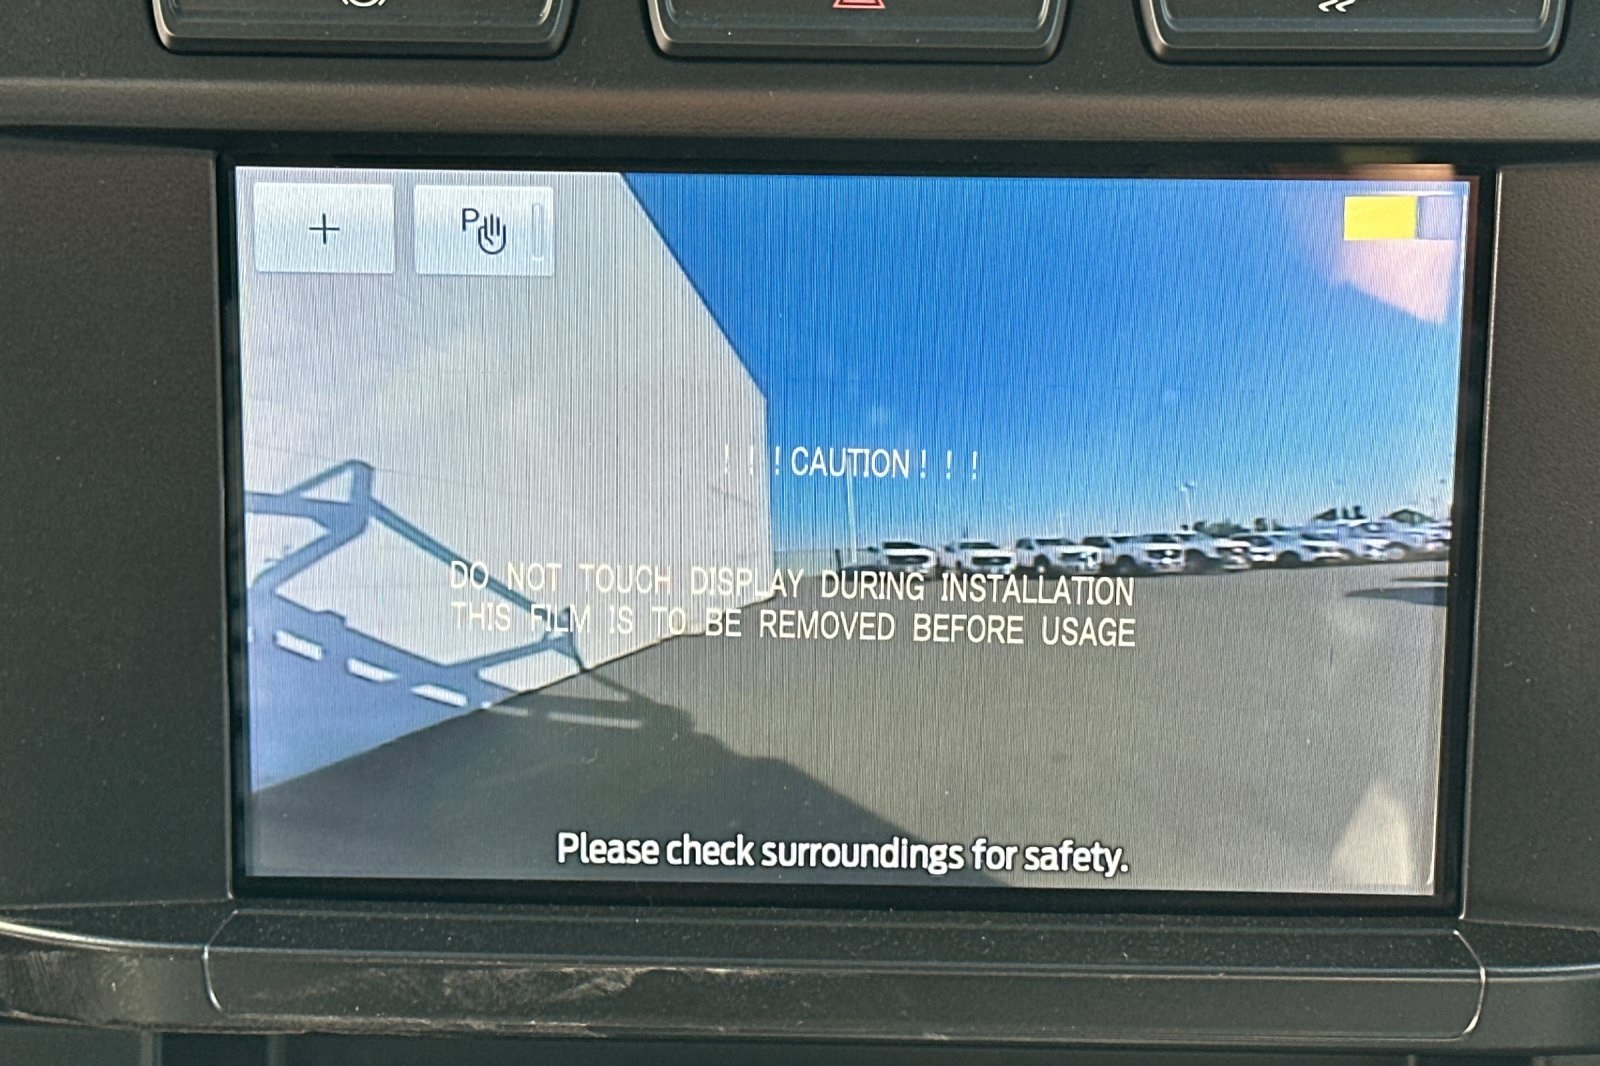 +
P
! ! ! CAUTION ! ! !
DO NOT TOUCH DISPLAY DURING INSTALLATION
THIS FILM IS TO BE REMOVED BEFORE USAGE
Please check surroundings for safety.